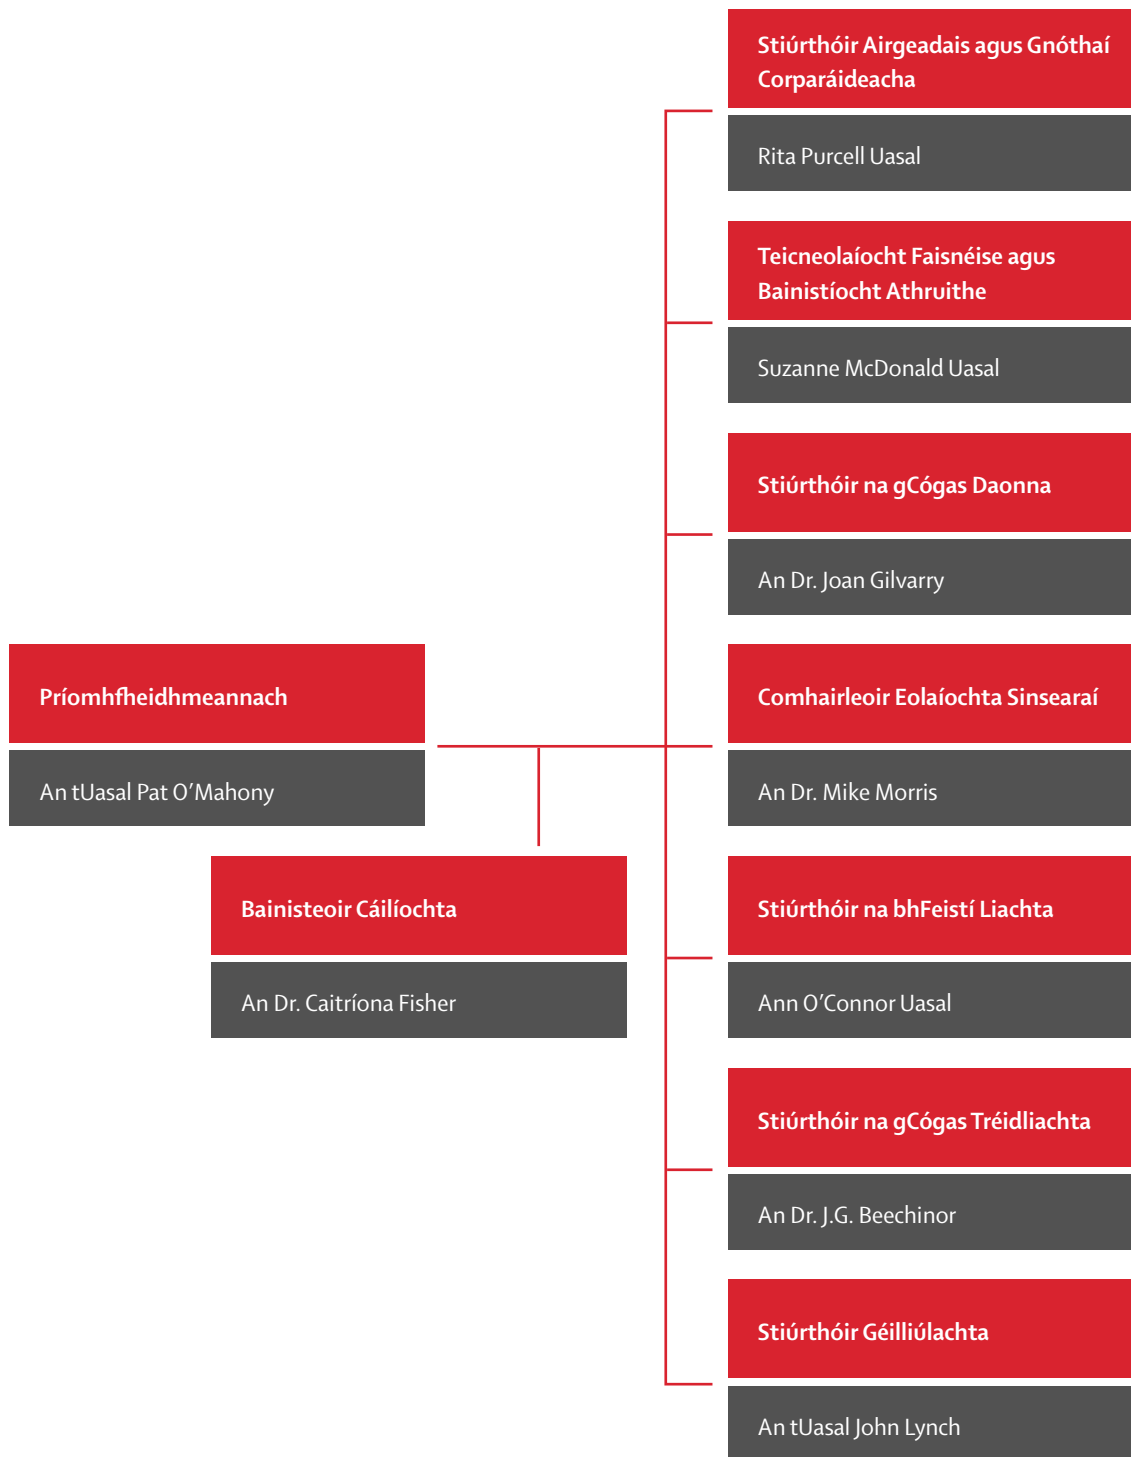 Stiúrthóir Airgeadais agus Gnóthaí
Corparáideacha
Rita Purcell Uasal
Teicneolaíocht Faisnéise agus
Bainistíocht Athruithe
Suzanne McDonald Uasal
Stiúrthóir na gCógas Daonna
An Dr. Joan Gilvarry
Príomhfheidhmeannach
An tUasal Pat O’Mahony
Comhairleoir Eolaíochta Sinsearaí
An Dr. Mike Morris
Bainisteoir Cáilíochta
An Dr. Caitríona Fisher
Stiúrthóir na bhFeistí Liachta
Ann O’Connor Uasal
Stiúrthóir na gCógas Tréidliachta
An Dr. J.G. Beechinor
Stiúrthóir Géilliúlachta
An tUasal John Lynch